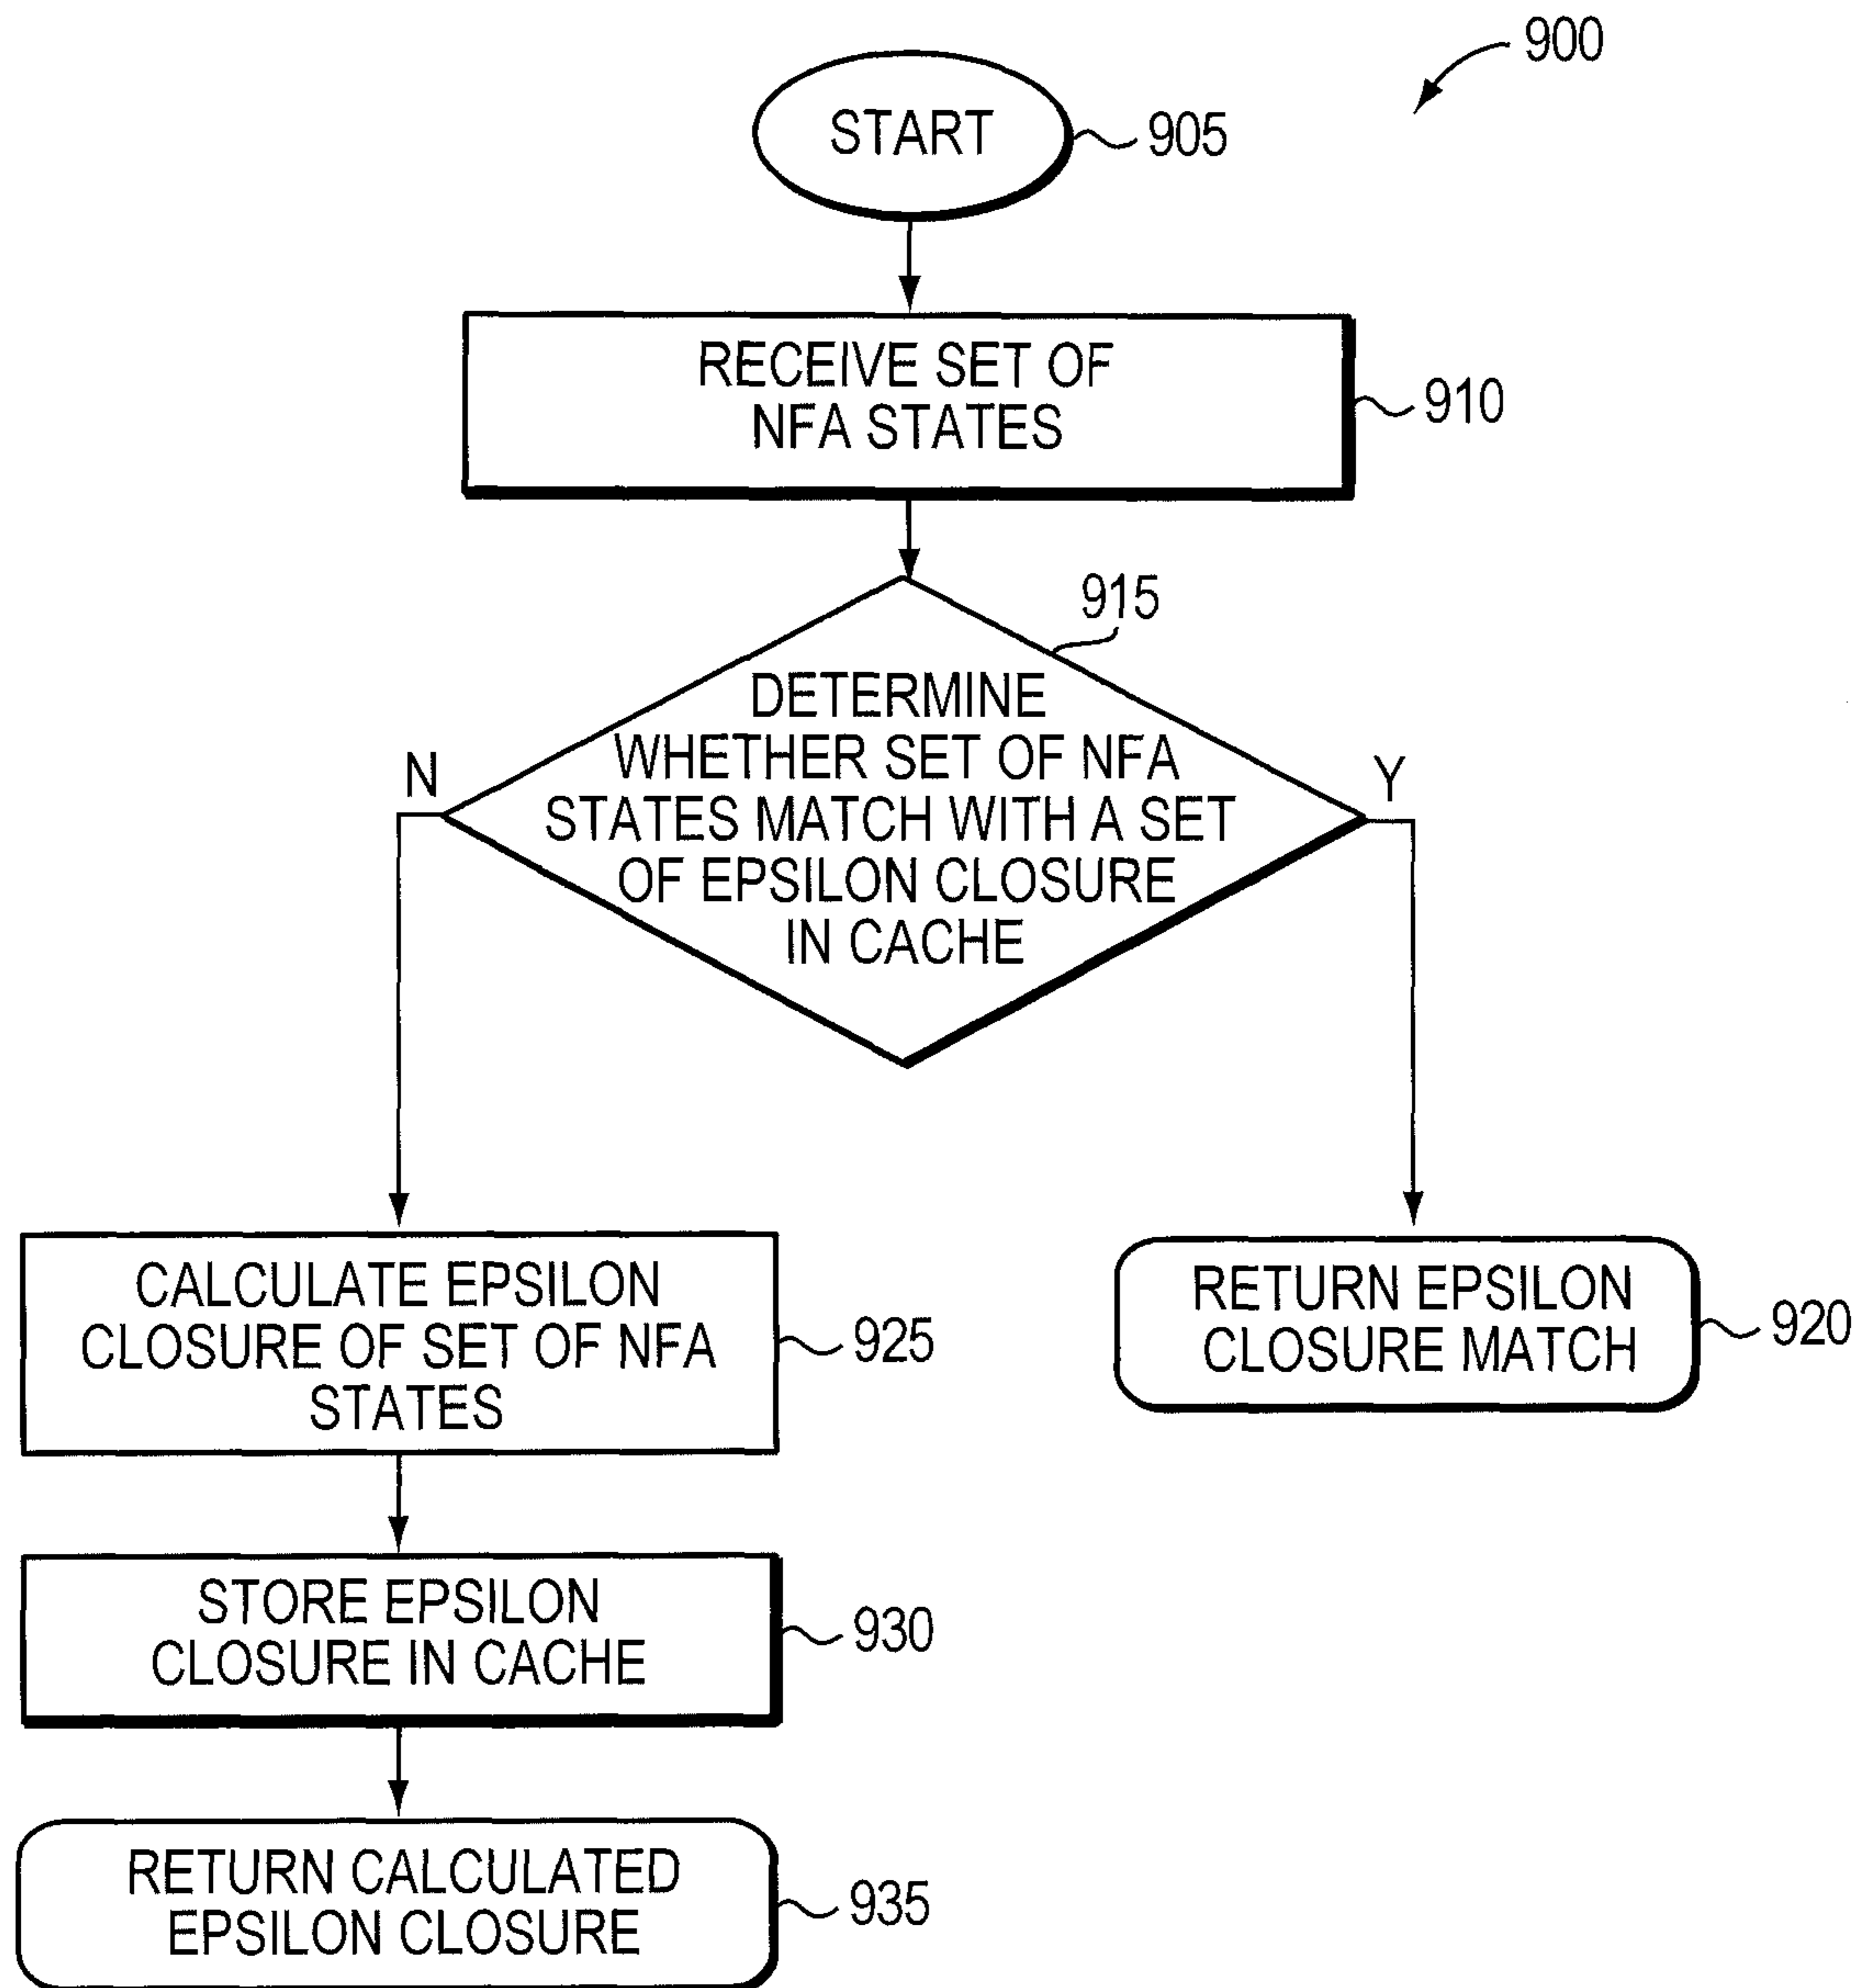 900
START
905
RECEIVE SET OF
NFA STATES
910
915
DETERMINE
WHETHER SET OF NFA
STATES MATCH WITH A SET
OF EPSILON CLOSURE
IN CACHE
N
Y
CALCULATE EPSILON
CLOSURE OF SET OF NFA
STATES
925
RETURN EPSILON
CLOSURE MATCH
920
STORE EPSILON
CLOSURE IN CACHE
930
RETURN CALCULATED
EPSILON CLOSURE
935